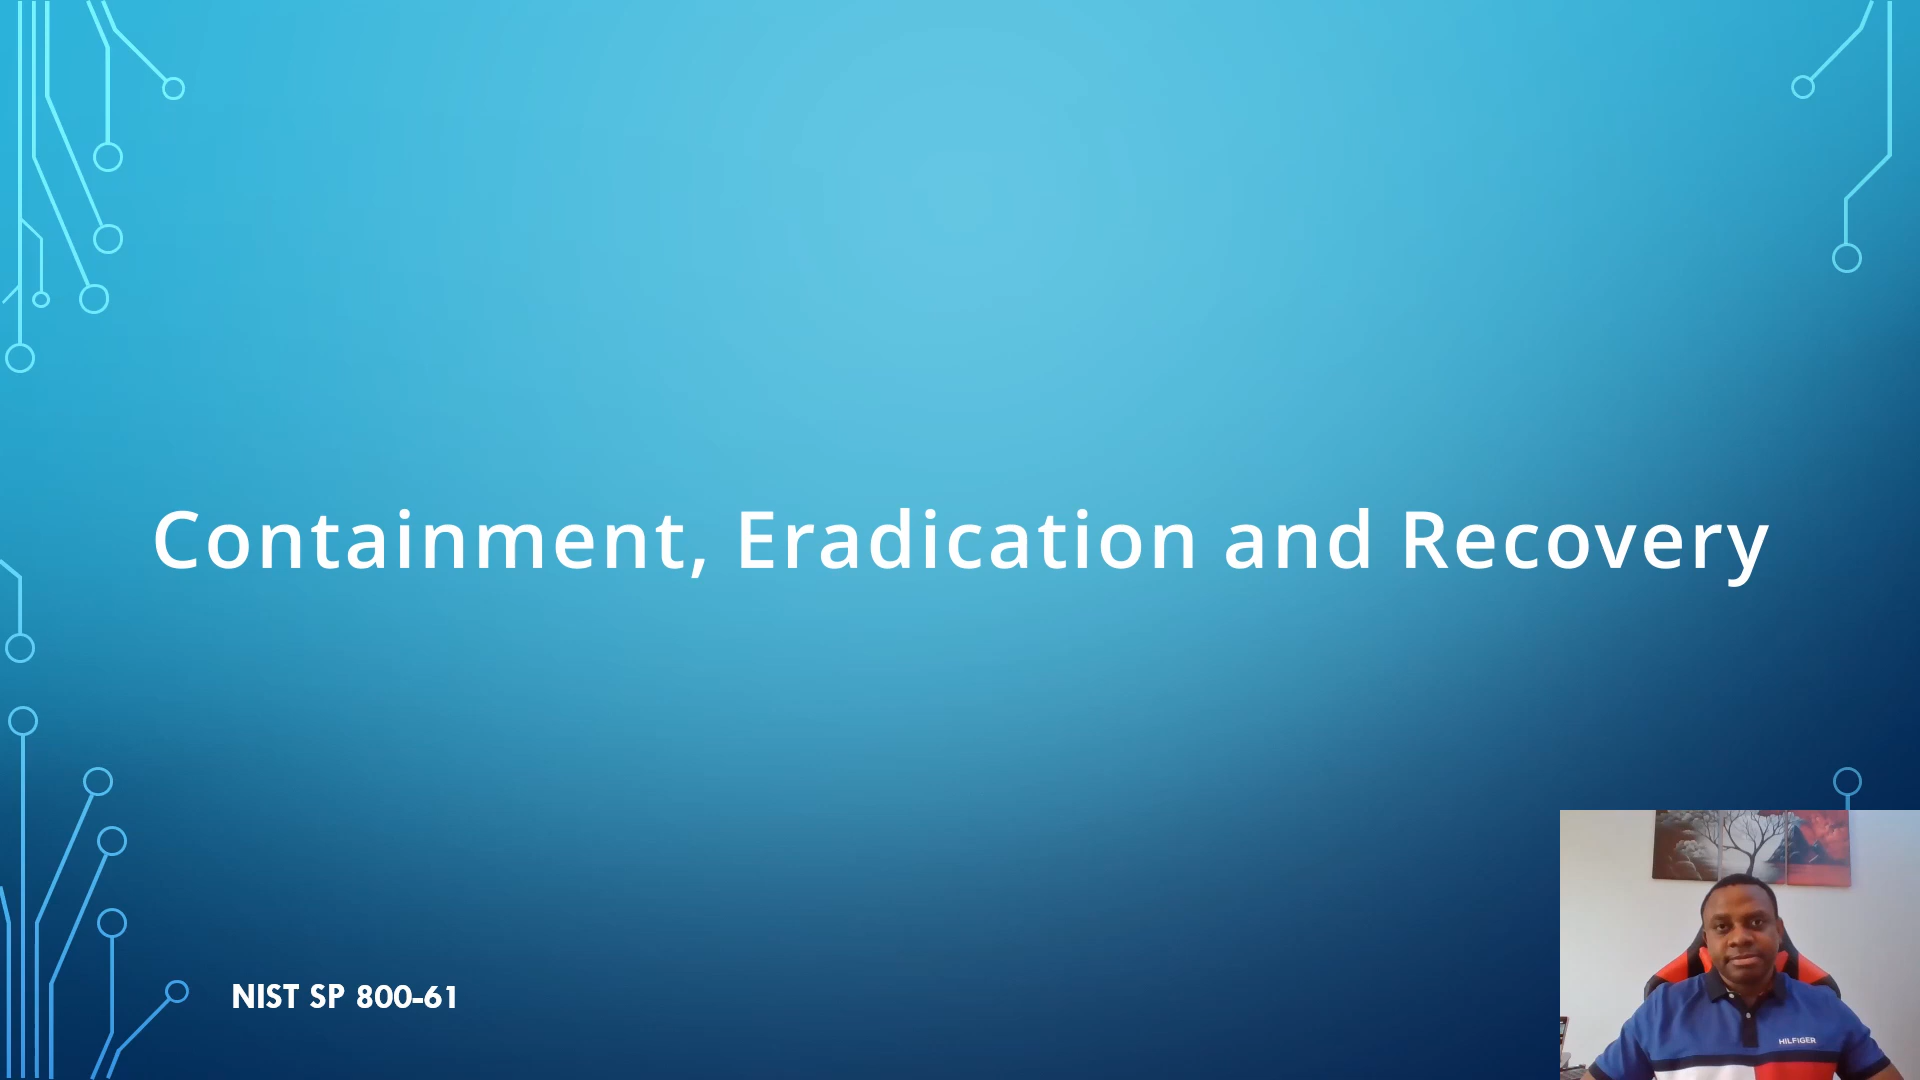 Containment, Eradication and Recovery
NIST SP 800-61
HILFIGER